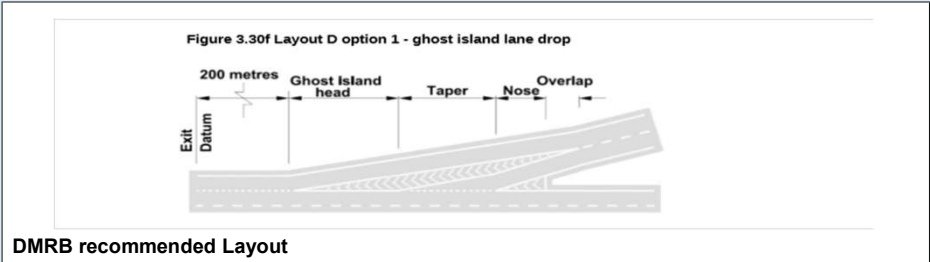 Figure 3.30f Layout D option 1 - ghost island lane drop
200 metres Ghost Island head Taper Nose Overlap
Exit Datum
DMRB recommended Layout